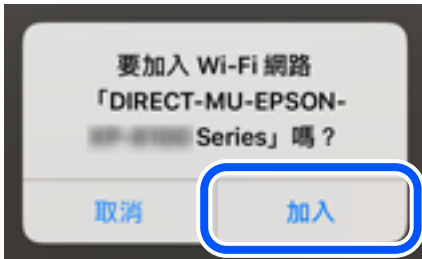 要加入 Wi-Fi 網路
「DIRECT-MU-EPSON-
Series」嗎？
取消
加入